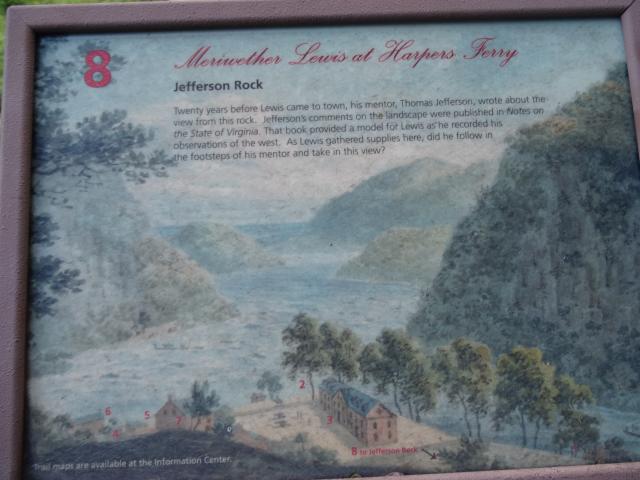 8
Meriwether Lewis at Harpers Ferry
Jefferson Rock
Twenty years before Lewis came to town, his mentor, Thomas Jefferson, wrote about the
view from this rock. Jefferson's comments on the landscape were published in Notes on
the State of Virginia. That book provided a model for Lewis as he recorded his
observations of the west. As Lewis gathered supplies here, did he follow in
the footsteps of his mentor and take in this view?
2
6
5
7
3
4
8 to Jefferson Rock
Trail maps are available at the Information Center.